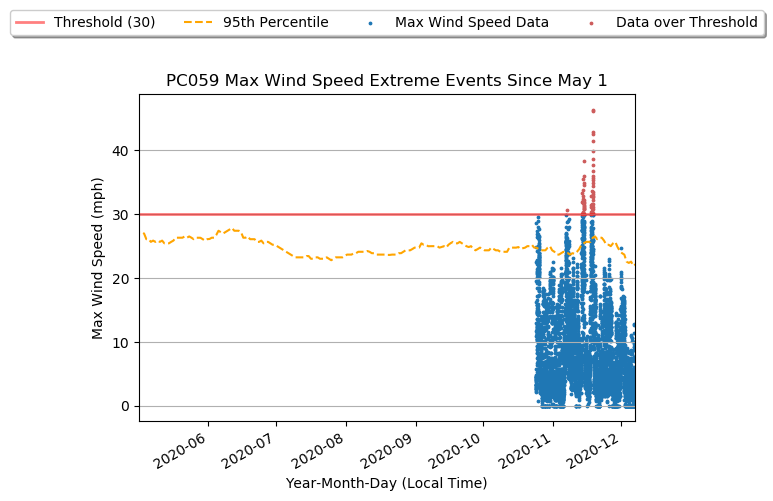 Threshold (30) 95th Percentile Max Wind Speed Data Data over Threshold
PC059 Max Wind Speed Extreme Events Since May 1
Max Wind Speed (mph)
40
30
20
10
0
2020-06 2020-07 2020-08 2020-09 2020-10 2020-11 2020-12
Year-Month-Day (Local Time)